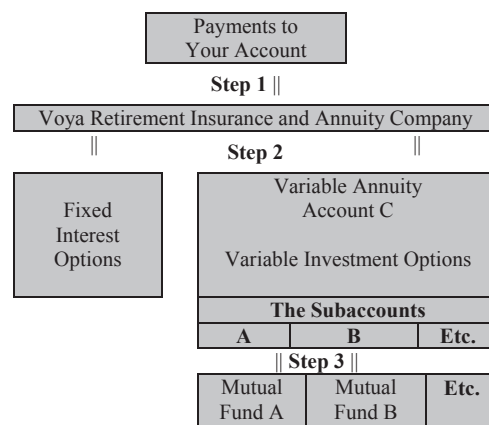 Payments to
Your Account
Step 1 ||
Voya Retirement Insurance and Annuity Company
|| Step 2 ||
Fixed
Interest
Options
Variable Annuity
Account C
Variable Investment Options
The Subaccounts
A B Etc.
|| Step 3 ||
Mutual
Fund A
Mutual
Fund B
Etc.